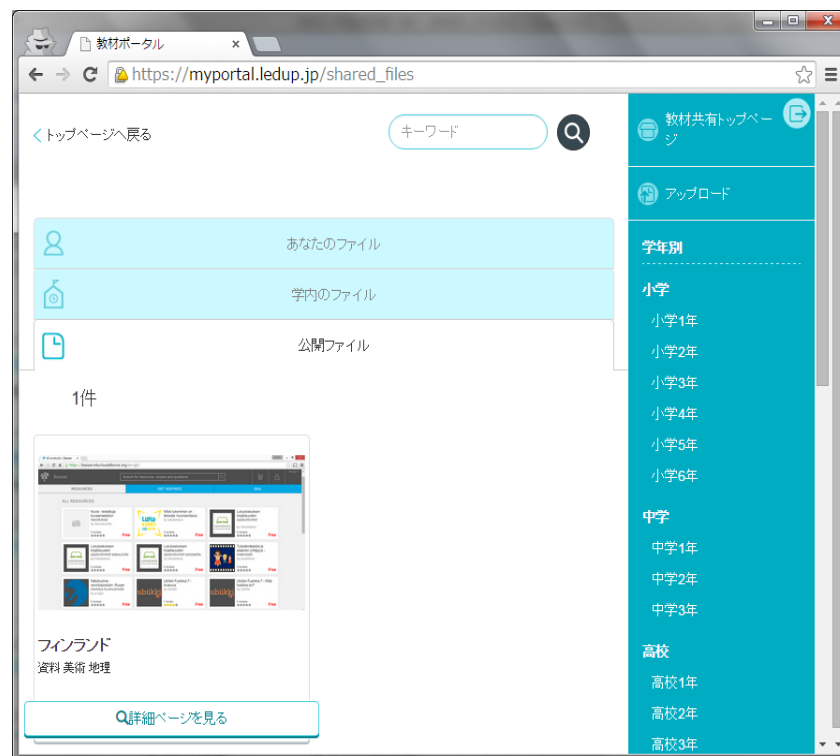 教材ポータル
https://myportal.ledup.jp/shared_files
トップページへ戻る
キーワード
あなたのファイル
学内のファイル
公開ファイル
1件
RESOURCES
GET INSPIRED
ALL RESOURCES
フィンランド
資料 美術 地理
詳細ページを見る
教材共有トップペー
ジ
アップロード
学年別
小学
小学1年
小学2年
小学3年
小学4年
小学5年
小学6年
中学
中学1年
中学2年
中学3年
高校
高校1年
高校2年
高校3年